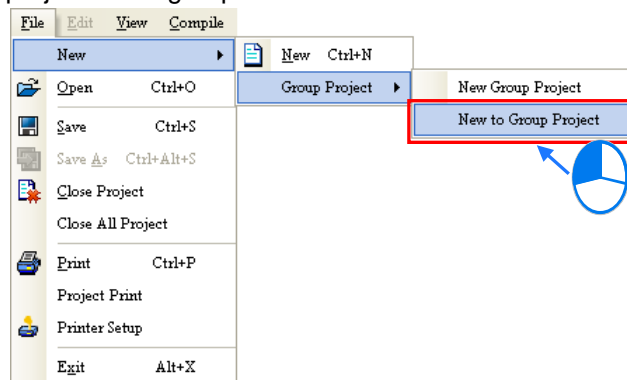 File Edit View Compile
New
New Ctrl+N
Open Ctrl+O
Group Project
New Group Project
Save Ctrl+S
New to Group Project
Save As Ctrl+Alt+S
Close Project
Close All Project
Print Ctrl+P
Project Print
Printer Setup
Exit Alt+X